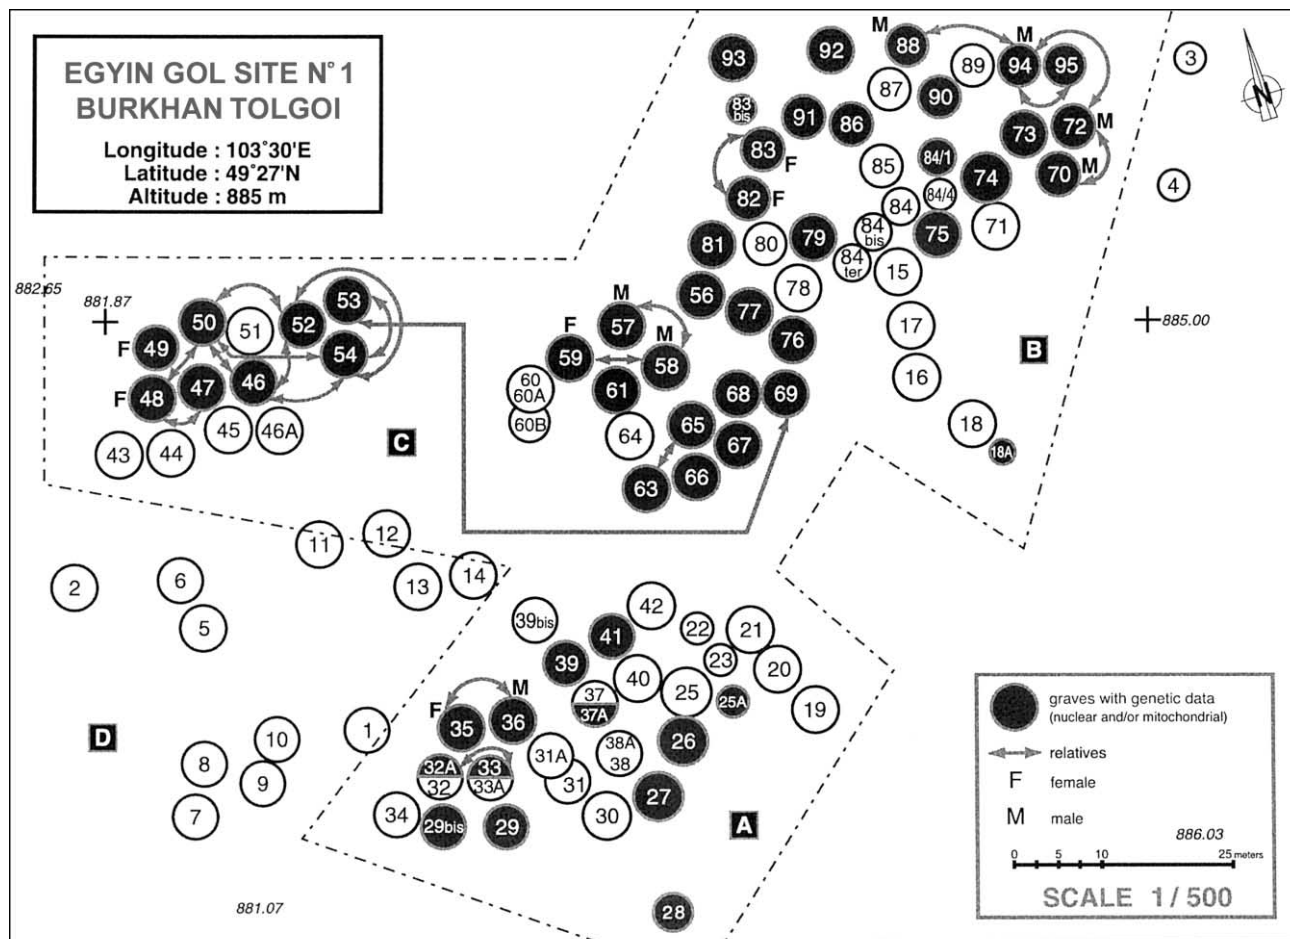 EGYIN GOL SITE N° 1
BURKHAN TOLGOI
Longitude : 103°30'E
Latitude : 49°27'N
Altitude : 885 m
93
92
M
88
M
89
94
95
3
87
90
83
bis
91
86
73
72
M
83
F
85
84/1
74
70
M
4
82
F
84/4
84
71
81
80
79
84
bis
75
84
ter
15
882.65
881.87
53
50
51
52
56
78
M
57
77
17
885.00
F
49
54
F
59
M
58
76
B
48
F
47
46
60
60A
61
68
69
16
45
46A
60B
64
65
67
18
43
44
C
63
66
18A
11
12
2
6
13
14
5
39bis
42
41
22
21
39
40
23
20
37
37A
25
25A
19
M
F
35
36
1
D
10
26
38A
38
31A
8
32A
32
33
33A
31
9
27
7
34
30
A
29bis
29
28
881.07
N
graves with genetic data
(nuclear and/or mitochondrial)
relatives
F
female
M
male
886.03
0 5 10 25 meters
SCALE 1 / 500